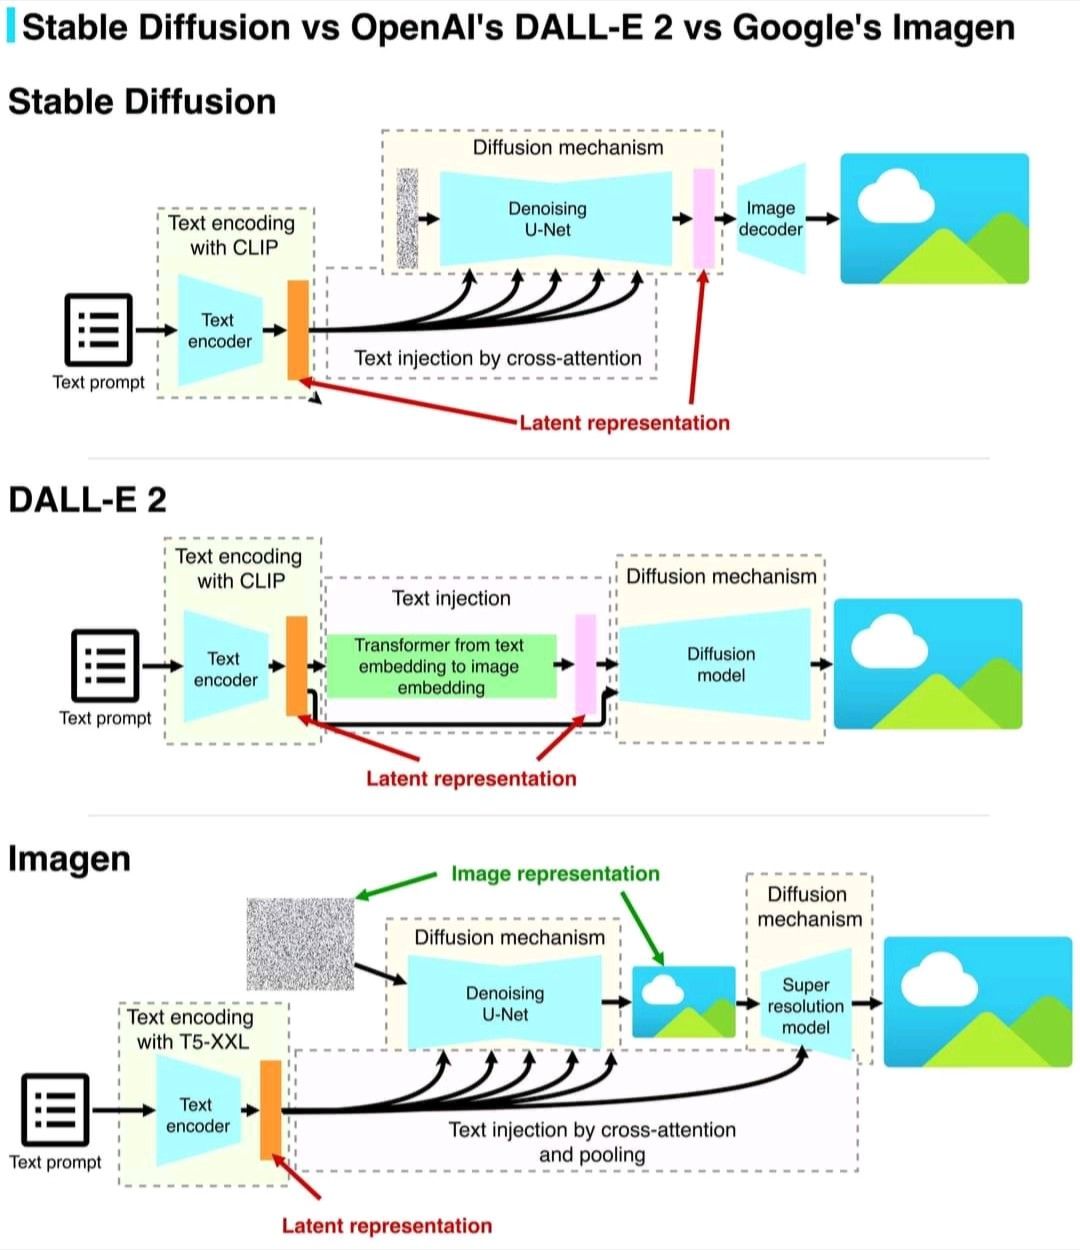 Stable Diffusion vs OpenAI's DALL-E 2 vs Google's Imagen
Stable Diffusion
Diffusion mechanism
Text encoding
with CLIP
Denoising
U-Net
Image
decoder
Text
encoder
Text prompt
Text injection by cross-attention
Latent representation
DALL-E 2
Text encoding
with CLIP
Text injection
Diffusion mechanism
Text
encoder
Transformer from text
embedding to image
embedding
Diffusion
model
Text prompt
Latent representation
Imagen
Image representation
Diffusion
mechanism
Diffusion mechanism
Denoising
U-Net
Super
resolution
model
Text encoding
with T5-XXL
Text
encoder
Text prompt
Text injection by cross-attention
and pooling
Latent representation